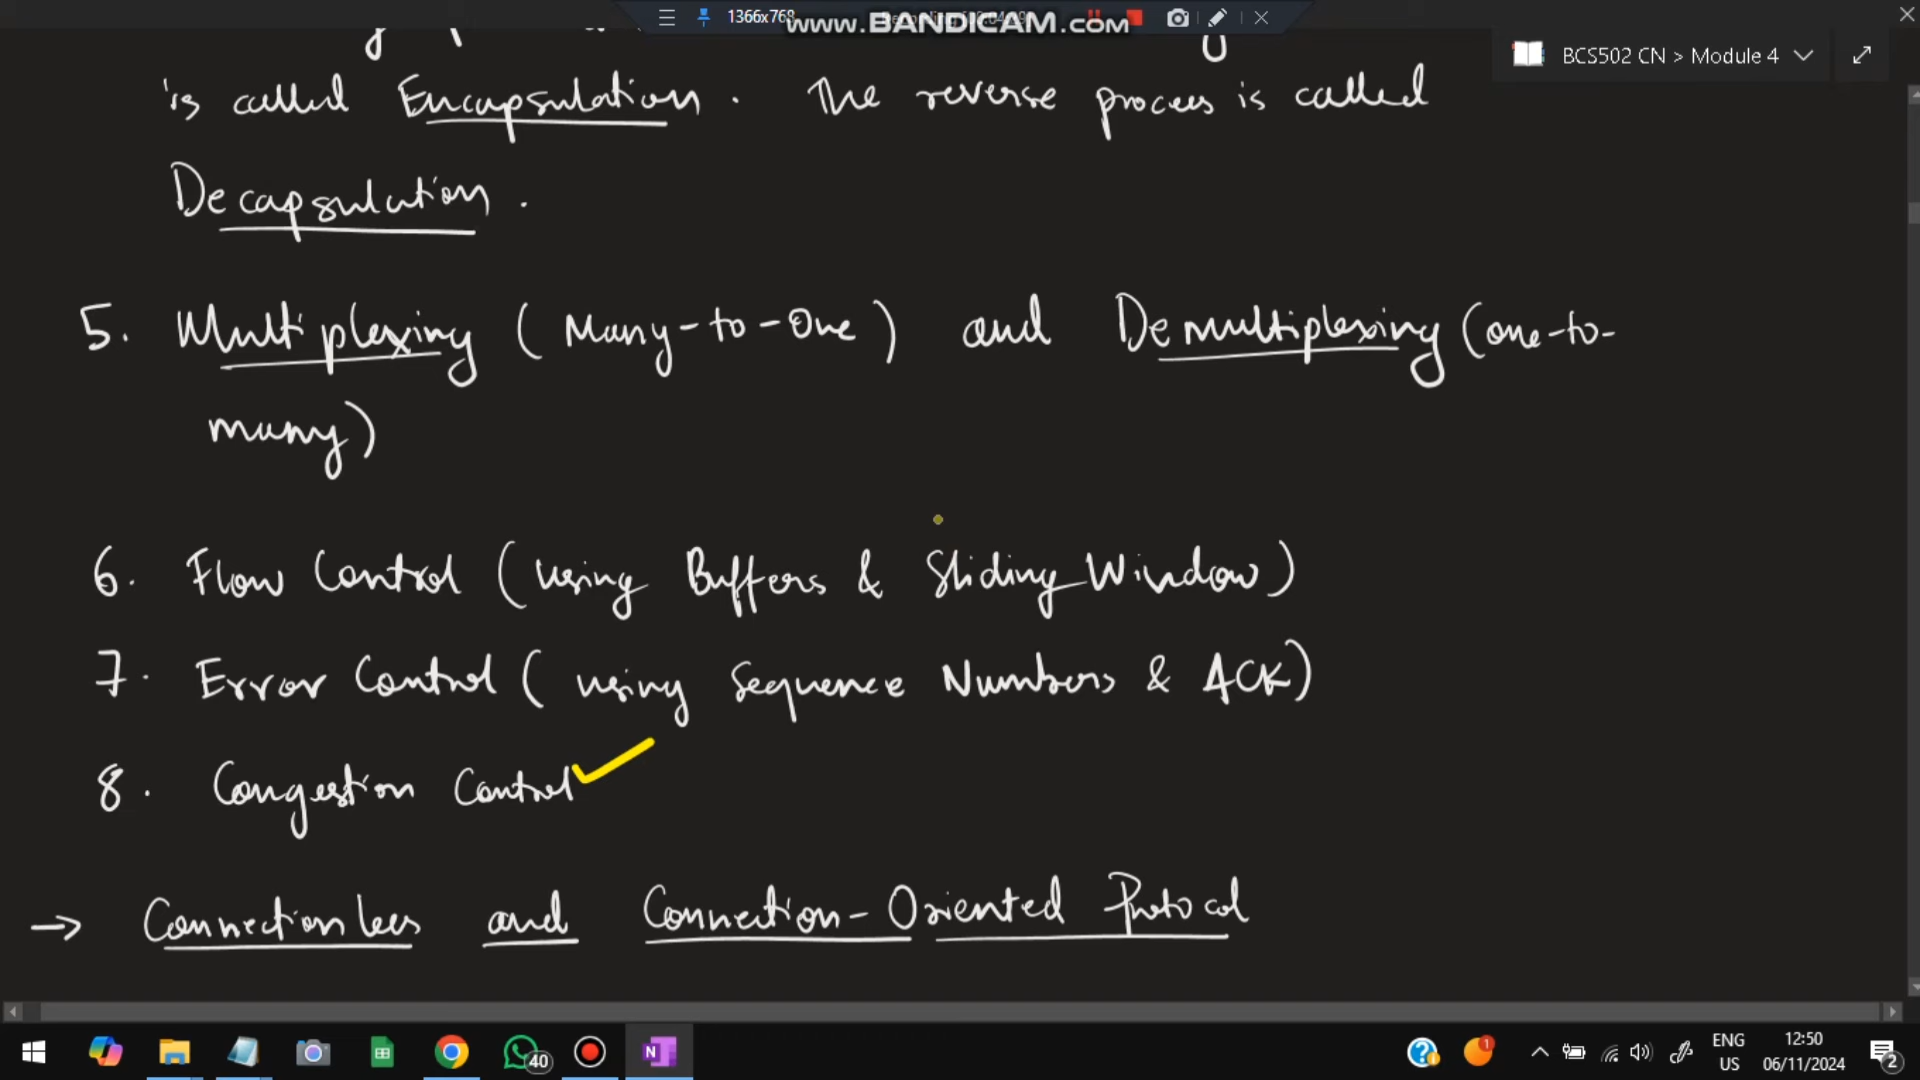 1366x768
www.BANDICAM.com
BCS502 CN > Module 4
is called Encapsulation. The reverse process is called
Decapsulation.
5. Multiplexing (Many-to-One) and Demultiplexing (one-to-
many)
6. Flow Control (using Buffers & Sliding Window)
7. Error Control (using Sequence Numbers & ACK)
8. Congestion Control
→ Connectionless and Connection-Oriented Protocol
40
1
ENG
US
12:50
06/11/2024
2